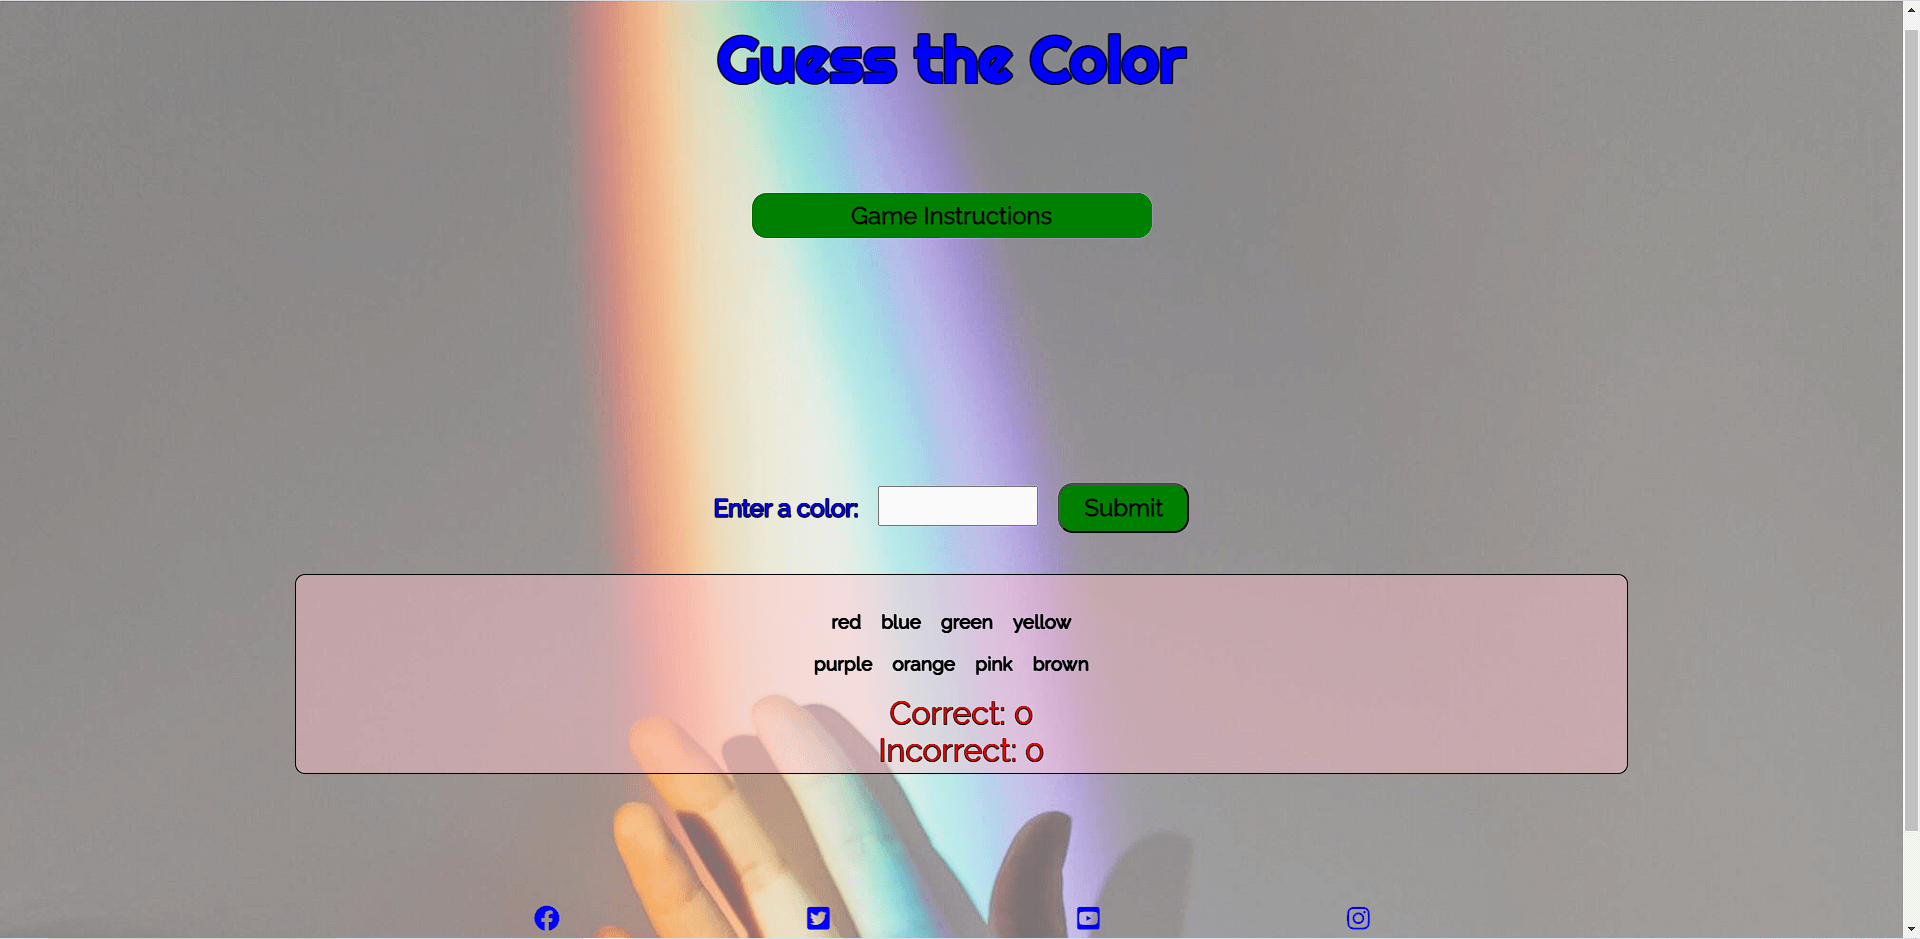 Guess the Color
Game Instructions
Enter a color: Submit
red blue green yellow
purple orange pink brown
Correct: 0
Incorrect: 0